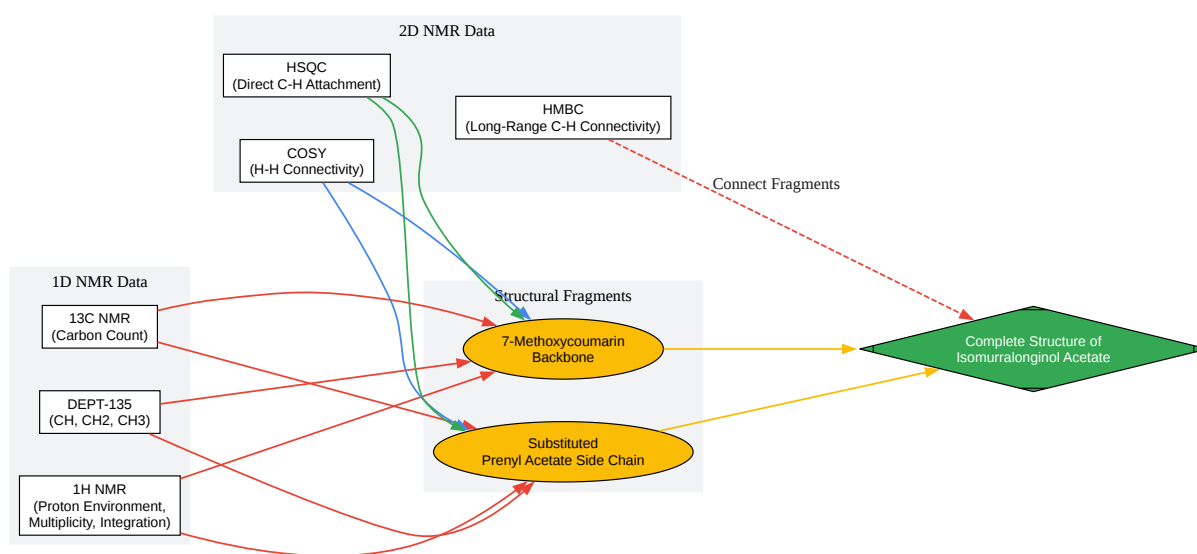 2D NMR Data
HSQC
(Direct C-H Attachment)
HMBC
(Long-Range C-H Connectivity)
COSY
(H-H Connectivity)
Connect Fragments
1D NMR Data
13C NMR
(Carbon Count)
DEPT-135
(CH, CH2, CH3)
1H NMR
(Proton Environment,
Multiplicity, Integration)
Structural Fragments
7-Methoxycoumarin
Backbone
Substituted
Prenyl Acetate Side Chain
Complete Structure of
Isomurralonginol Acetate